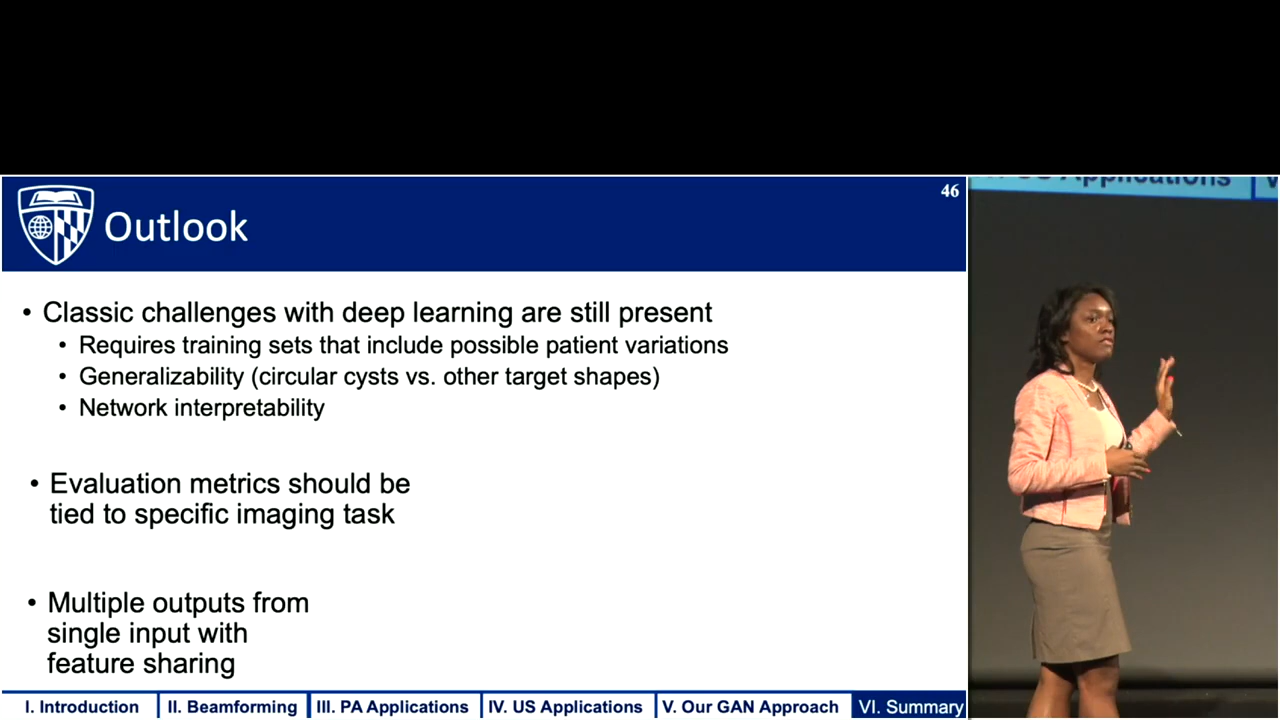 46
Outlook
• Classic challenges with deep learning are still present
• Requires training sets that include possible patient variations
• Generalizability (circular cysts vs. other target shapes)
• Network interpretability
• Evaluation metrics should be
tied to specific imaging task
• Multiple outputs from
single input with
feature sharing
I. Introduction
II. Beamforming
III. PA Applications
IV. US Applications
V. Our GAN Approach
VI. Summary
Applications